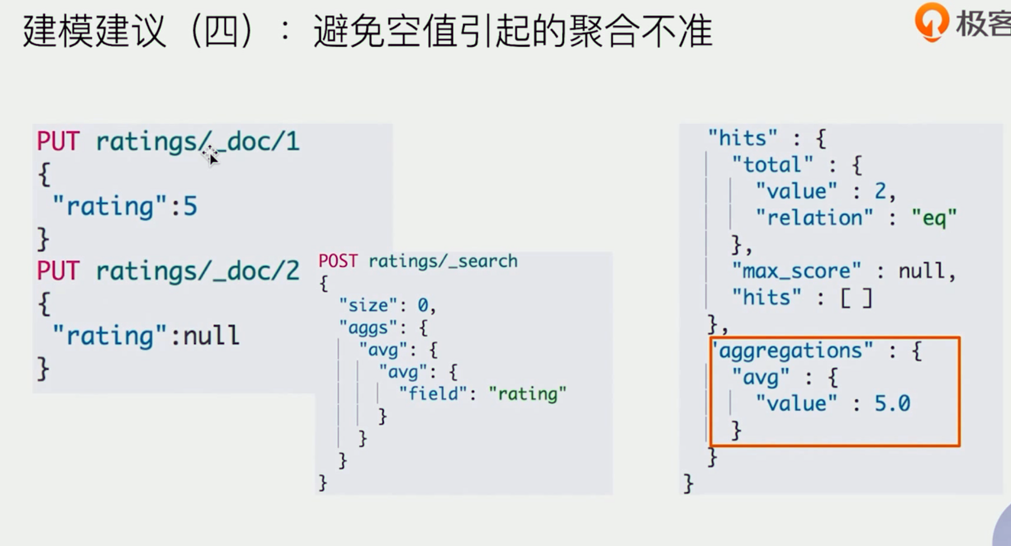 建模建议（四）：避免空值引起的聚合不准
极客
PUT ratings/_doc/1
{
"rating":5
}
PUT ratings/_doc/2
{
"rating":null
}
POST ratings/_search
{
"size": 0,
"aggs": {
"avg": {
"avg": {
"field": "rating"
}
}
}
}
"hits" : {
"total" : {
"value" : 2,
"relation" : "eq"
},
"max_score" : null,
"hits" : [ ]
},
"aggregations" : {
"avg" : {
"value" : 5.0
}
}
}